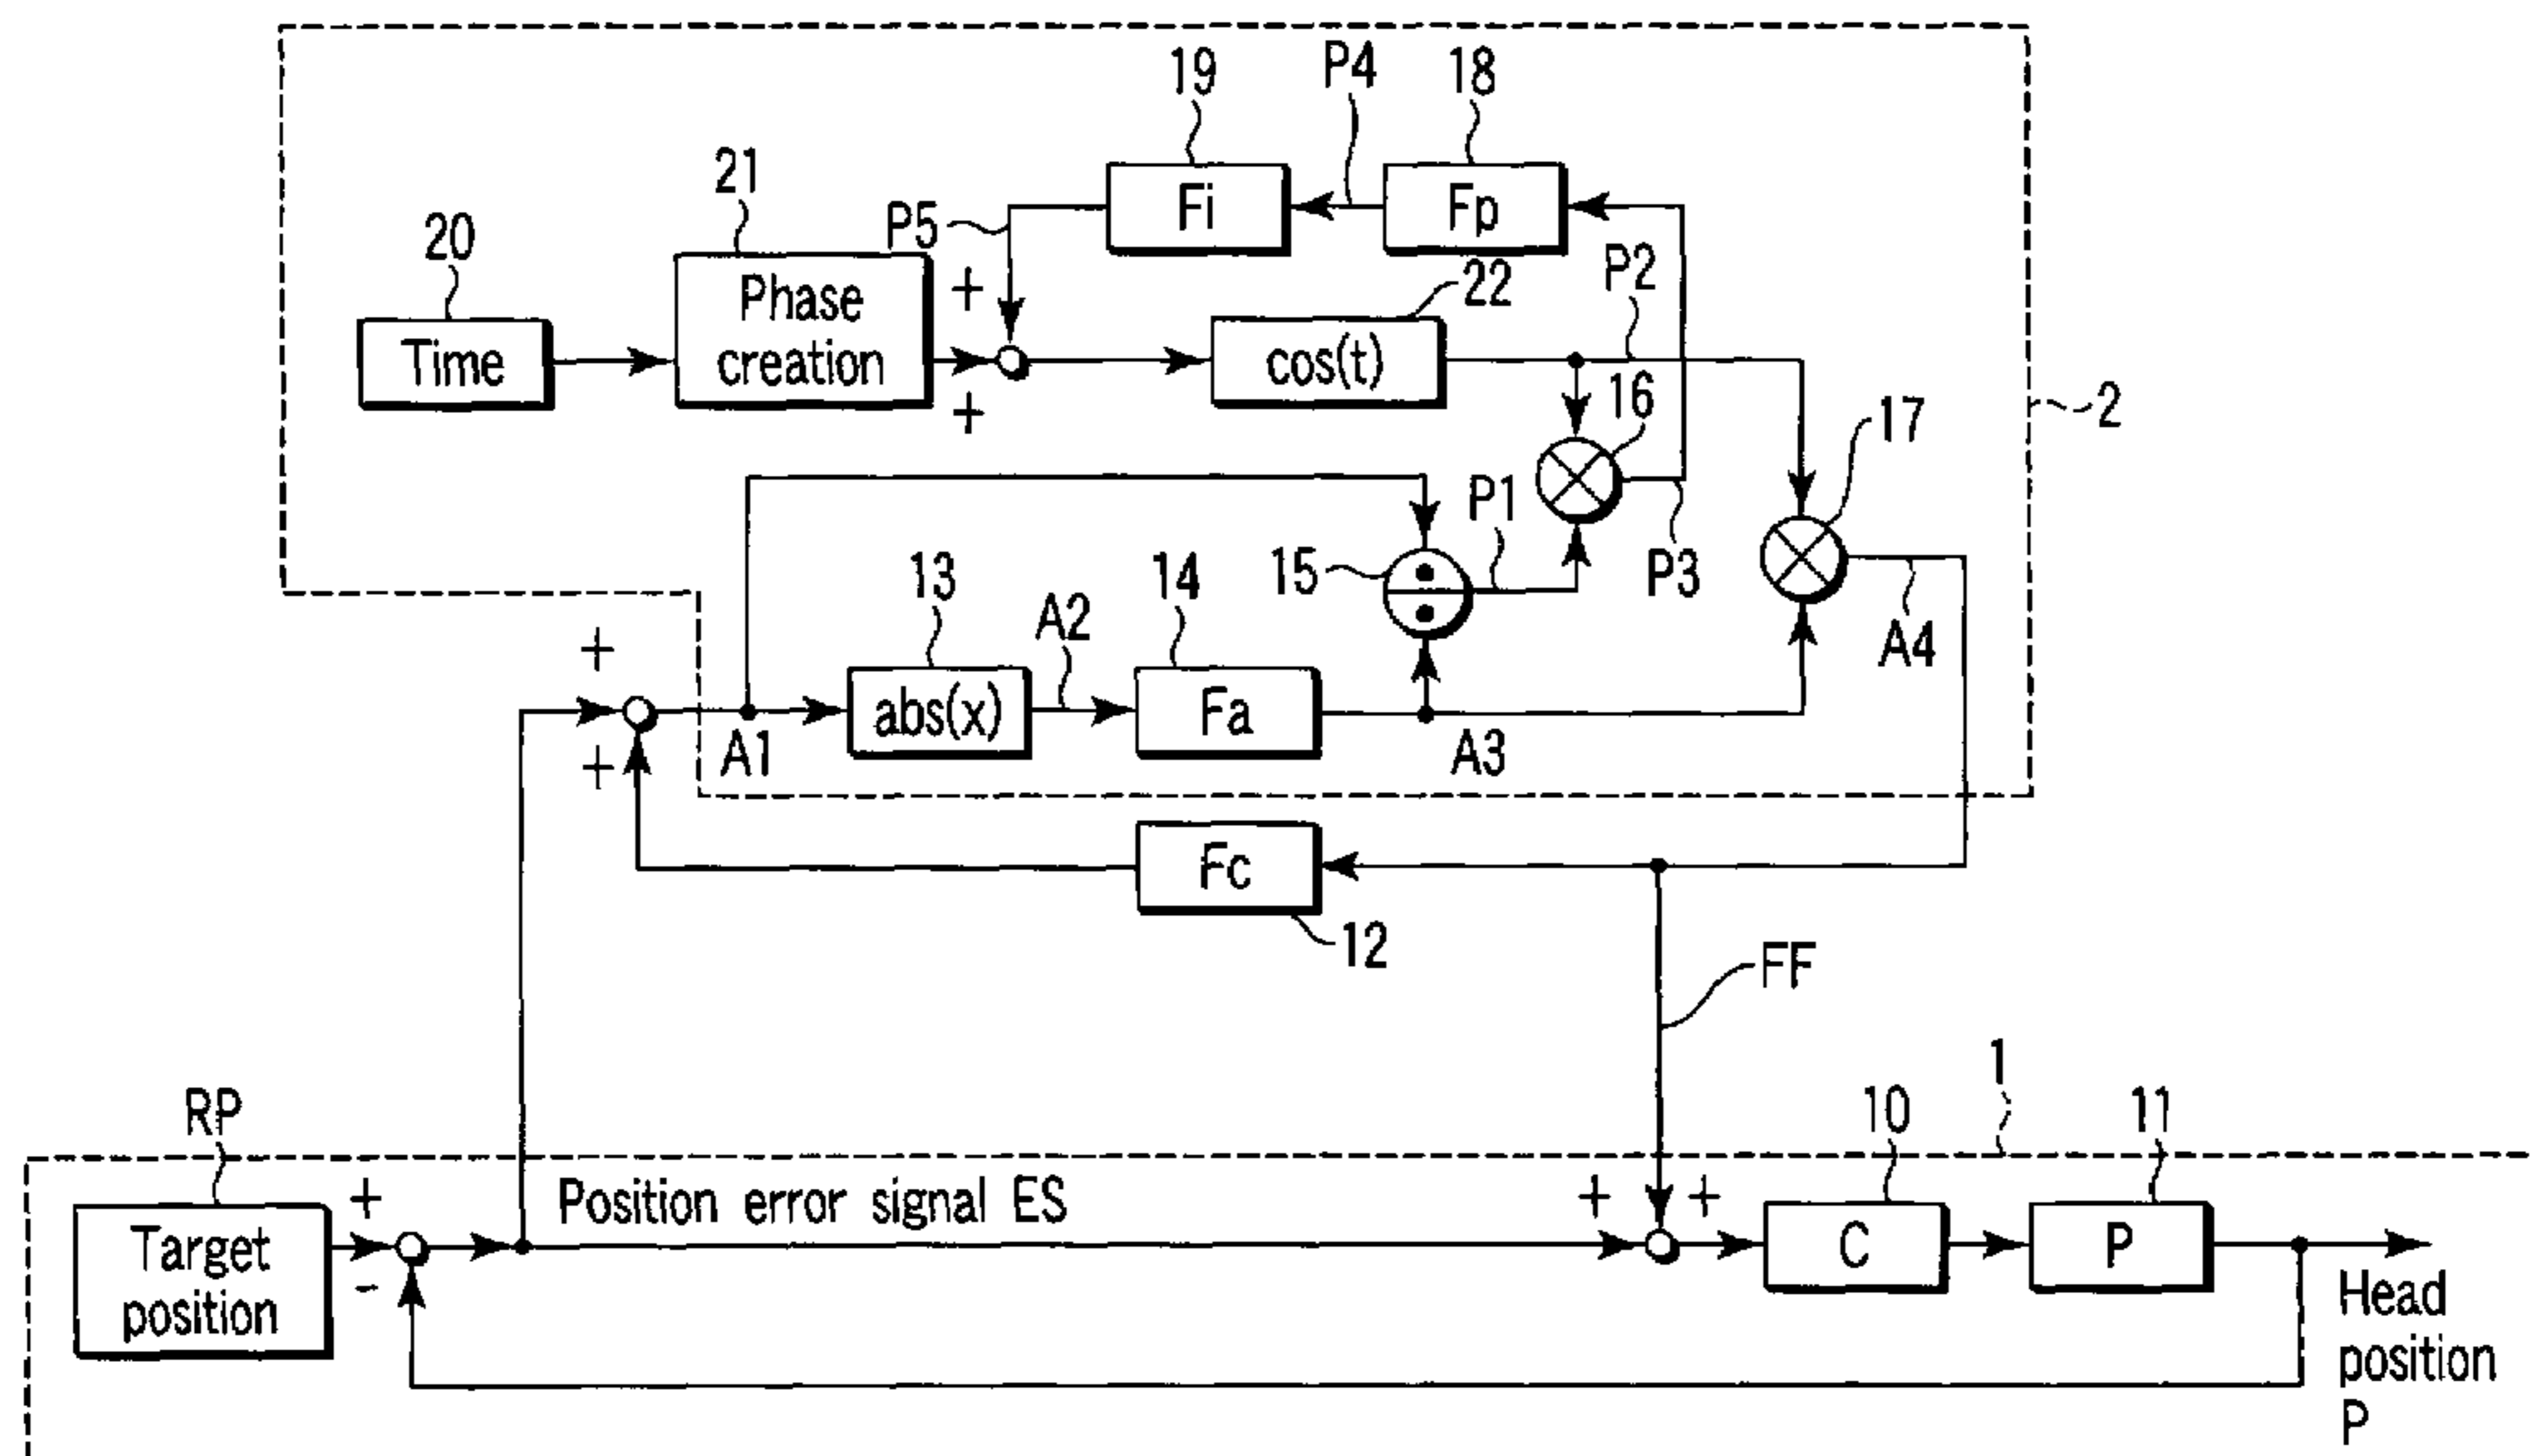 19
P4
18
21
Fi
Fp
P5
20
+
P2
22
Phase
creation
Time
+
cos(t)
16
2
17
P1
15
P3
13
A2
14
+
A4
abs(x)
Fa
+
A1
A3
Fc
12
FF
1
RP
10
11
+
Position error signal ES
+
+
Target
position
-
C
P
Head
position
P